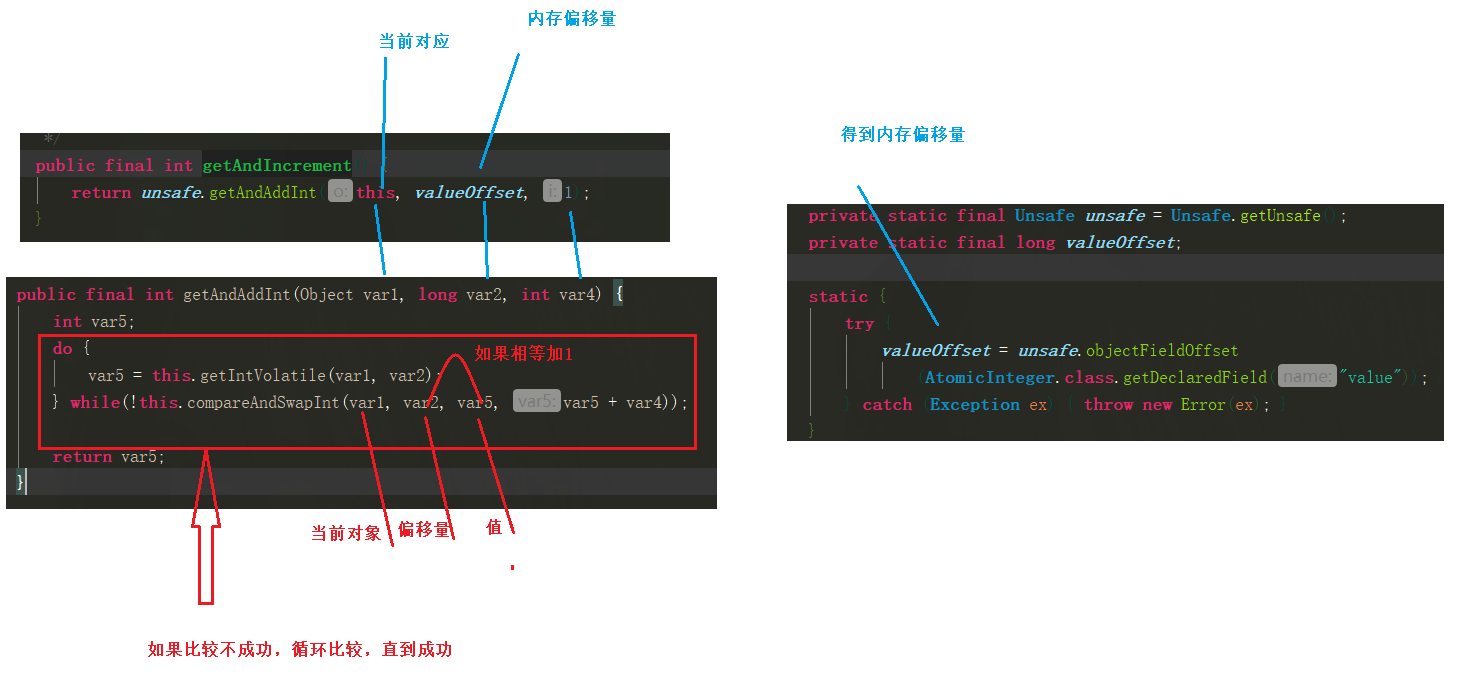 内存偏移量
当前对应
*/
public final int getAndIncrement() {
return unsafe.getAndAddInt( o: this, valueOffset, i: 1);
}
public final int getAndAddInt(Object var1, long var2, int var4) {
int var5;
do {
如果相等加1
var5 = this.getIntVolatile(var1, var2);
} while(!this.compareAndSwapInt(var1, var2, var5, var5: var5 + var4));
return var5;
}
当前对象 偏移量 值
如果比较不成功，循环比较，直到成功
得到内存偏移量
private static final Unsafe unsafe = Unsafe.getUnsafe();
private static final long valueOffset;
static {
try {
valueOffset = unsafe.objectFieldOffset
(AtomicInteger.class.getDeclaredField( name: "value"));
} catch (Exception ex) { throw new Error(ex); }
}